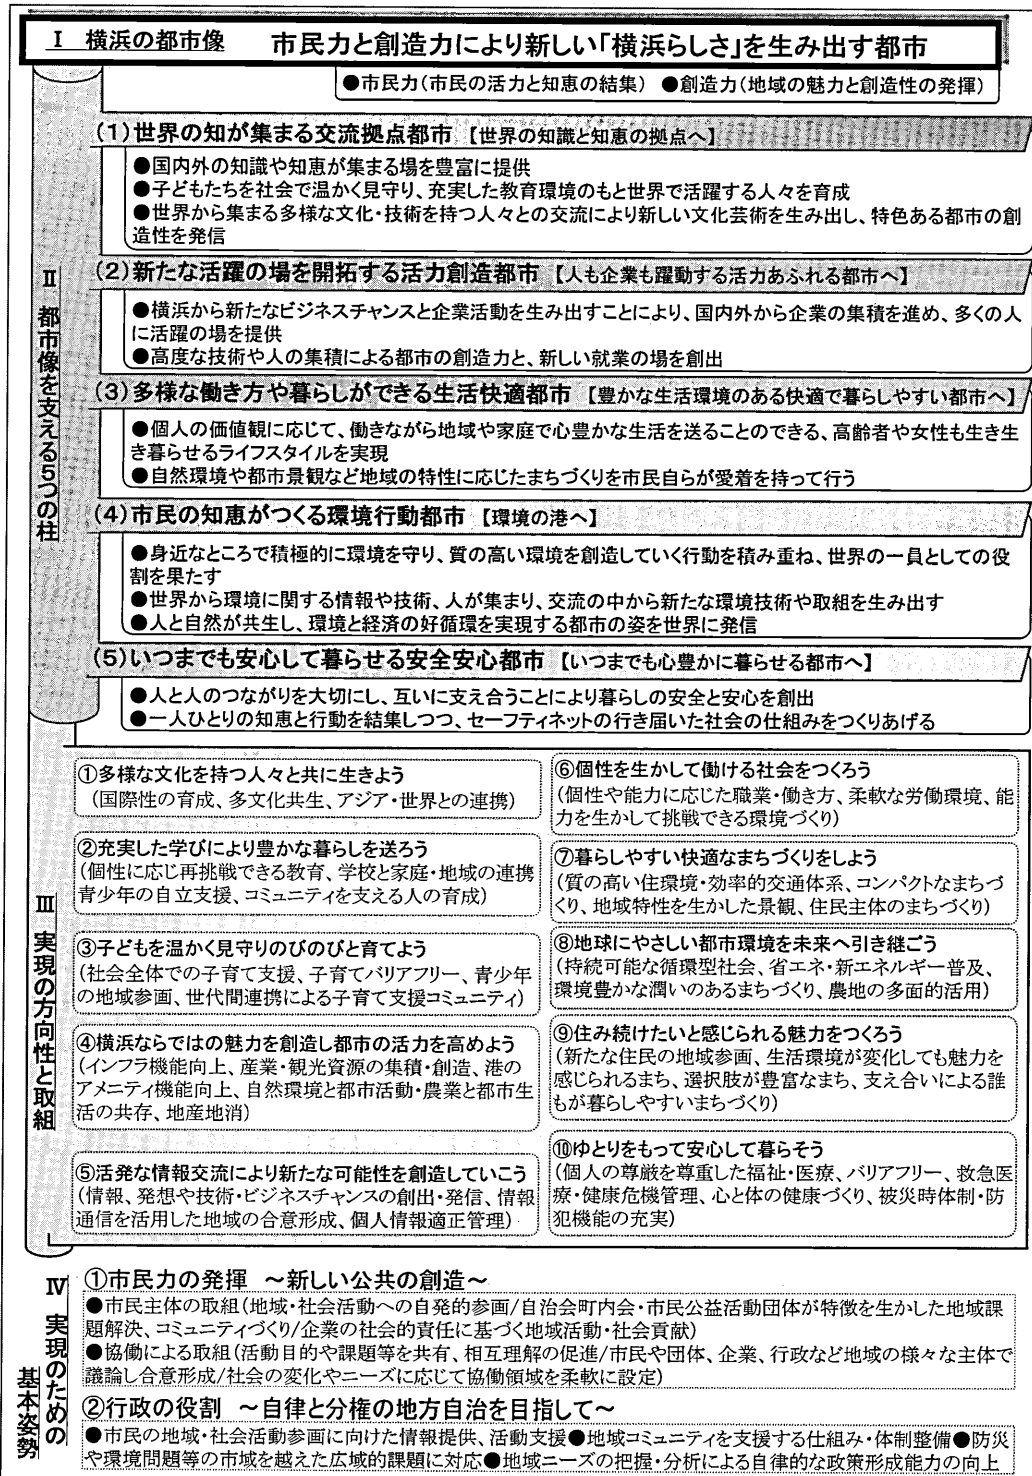 Ⅰ 横浜の都市像 市民力と創造力により新しい「横浜らしさ」を生み出す都市
●市民力(市民の活力と知恵の結集) ●創造力(地域の魅力と創造性の発揮)
Ⅱ 都市像を支える5つの柱
(1)世界の知が集まる交流拠点都市 【世界の知識と知恵の拠点へ】
●国内外の知識や知恵が集まる場を豊富に提供
●子どもたちを社会で温かく見守り、充実した教育環境のもと世界で活躍する人々を育成
●世界から集まる多様な文化・技術を持つ人々との交流により新しい文化芸術を生み出し、特色ある都市の創
造性を発信
(2)新たな活躍の場を開拓する活力創造都市 【人も企業も躍動する活力あふれる都市へ】
●横浜から新たなビジネスチャンスと企業活動を生み出すことにより、国内外から企業の集積を進め、多くの人
に活躍の場を提供
●高度な技術や人の集積による都市の創造力と、新しい就業の場を創出
(3)多様な働き方や暮らしができる生活快適都市 【豊かな生活環境のある快適で暮らしやすい都市へ】
●個人の価値観に応じて、働きながら地域や家庭で心豊かな生活を送ることのできる、高齢者や女性も生き生
き暮らせるライフスタイルを実現
●自然環境や都市景観など地域の特性に応じたまちづくりを市民自らが愛着を持って行う
(4)市民の知恵がつくる環境行動都市 【環境の港へ】
●身近なところで積極的に環境を守り、質の高い環境を創造していく行動を積み重ね、世界の一員としての役
割を果たす
●世界から環境に関する情報や技術、人が集まり、交流の中から新たな環境技術や取組を生み出す
●人と自然が共生し、環境と経済の好循環を実現する都市の姿を世界に発信
(5)いつまでも安心して暮らせる安全安心都市 【いつまでも心豊かに暮らせる都市へ】
●人と人のつながりを大切にし、互いに支え合うことにより暮らしの安全と安心を創出
●一人ひとりの知恵と行動を結集しつつ、セーフティネットの行き届いた社会の仕組みをつくりあげる
Ⅲ 実現の方向性と取組
①多様な文化を持つ人々と共に生きよう
(国際性の育成、多文化共生、アジア・世界との連携)
②充実した学びにより豊かな暮らしを送ろう
(個性に応じ再挑戦できる教育、学校と家庭・地域の連携
青少年の自立支援、コミュニティを支える人の育成)
③子どもを温かく見守りのびのびと育てよう
(社会全体での子育て支援、子育てバリアフリー、青少年
の地域参画、世代間連携による子育て支援コミュニティ)
④横浜ならではの魅力を創造し都市の活力を高めよう
(インフラ機能向上、産業・観光資源の集積・創造、港の
アメニティ機能向上、自然環境と都市活動・農業と都市生
活の共存、地産地消)
⑤活発な情報交流により新たな可能性を創造していこう
(情報、発想や技術・ビジネスチャンスの創出・発信、情報
通信を活用した地域の合意形成、個人情報適正管理)
⑥個性を生かして働ける社会をつくろう
(個性や能力に応じた職業・働き方、柔軟な労働環境、能
力を生かして挑戦できる環境づくり)
⑦暮らしやすい快適なまちづくりをしよう
(質の高い住環境・効率的交通体系、コンパクトなまちづ
くり、地域特性を生かした景観、住民主体のまちづくり)
⑧地球にやさしい都市環境を未来へ引き継ごう
(持続可能な循環型社会、省エネ・新エネルギー普及、
環境豊かな潤いのあるまちづくり、農地の多面的活用)
⑨住み続けたいと感じられる魅力をつくろう
(新たな住民の地域参画、生活環境が変化しても魅力を
感じられるまち、選択肢が豊富なまち、支え合いによる誰
もが暮らしやすいまちづくり)
⑩ゆとりをもって安心して暮らそう
(個人の尊厳を尊重した福祉・医療、バリアフリー、救急医
療・健康危機管理、心と体の健康づくり、被災時体制・防
犯機能の充実)
Ⅳ 実現のための
基本姿勢
①市民力の発揮 ～新しい公共の創造～
●市民主体の取組(地域・社会活動への自発的参画/自治会町内会・市民公益活動団体が特徴を生かした地域課
題解決、コミュニティづくり/企業の社会的責任に基づく地域活動・社会貢献)
●協働による取組(活動目的や課題等を共有、相互理解の促進/市民や団体、企業、行政など地域の様々な主体で
議論し合意形成/社会の変化やニーズに応じて協働領域を柔軟に設定)
②行政の役割 ～自律と分権の地方自治を目指して～
●市民の地域・社会活動参画に向けた情報提供、活動支援●地域コミュニティを支援する仕組み・体制整備●防災
や環境問題等の市域を越えた広域的課題に対応●地域ニーズの把握・分析による自律的な政策形成能力の向上